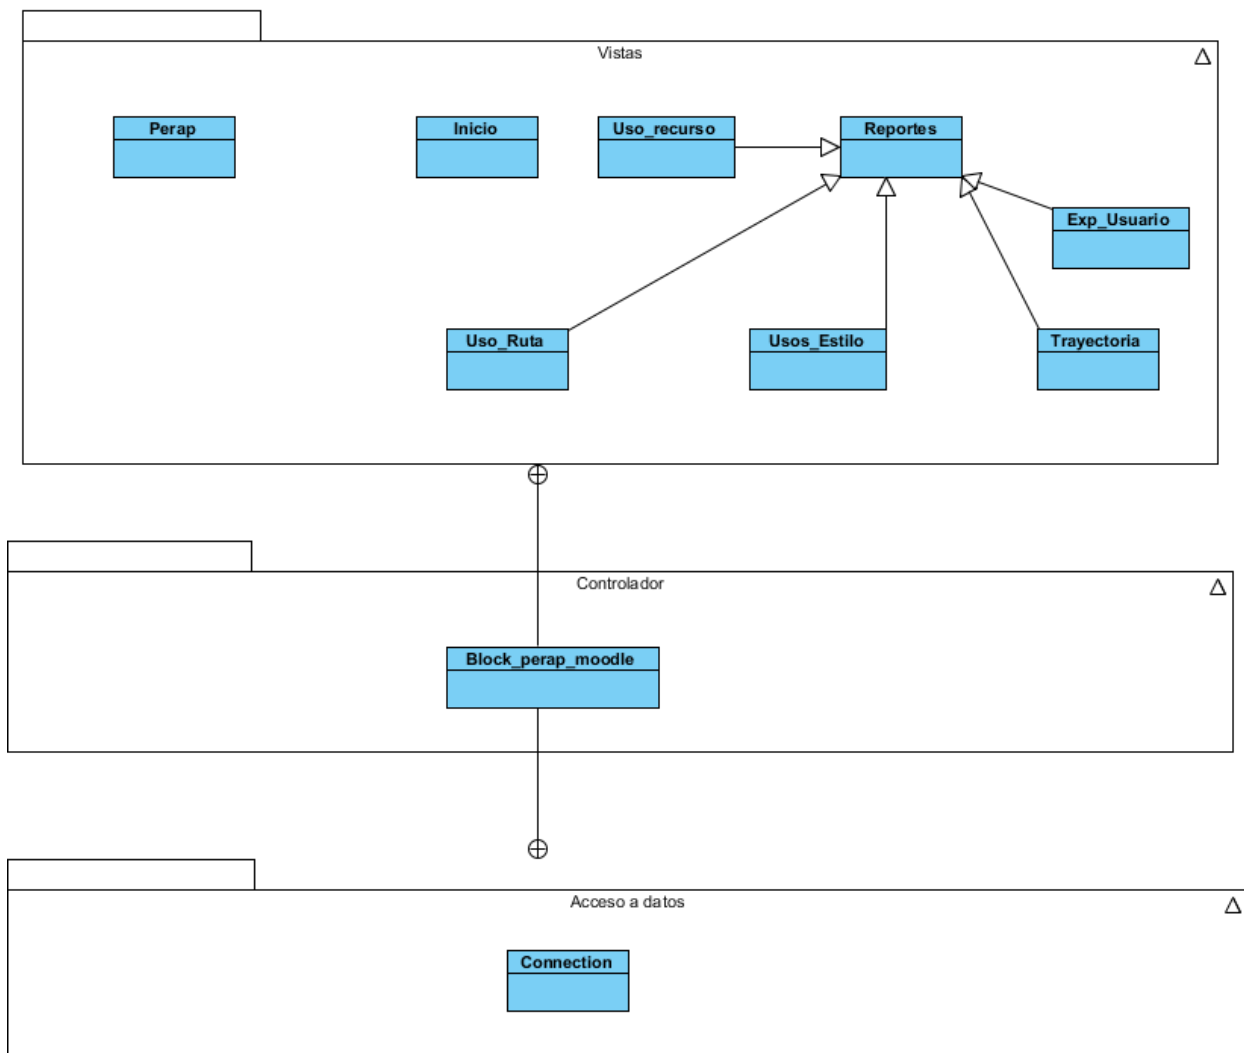 Vistas
Perap
Inicio
Uso_recurso
Reportes
Exp_Usuario
Uso_Ruta
Usos_Estilo
Trayectoria
Controlador
Block_perap_moodle
Acceso a datos
Connection